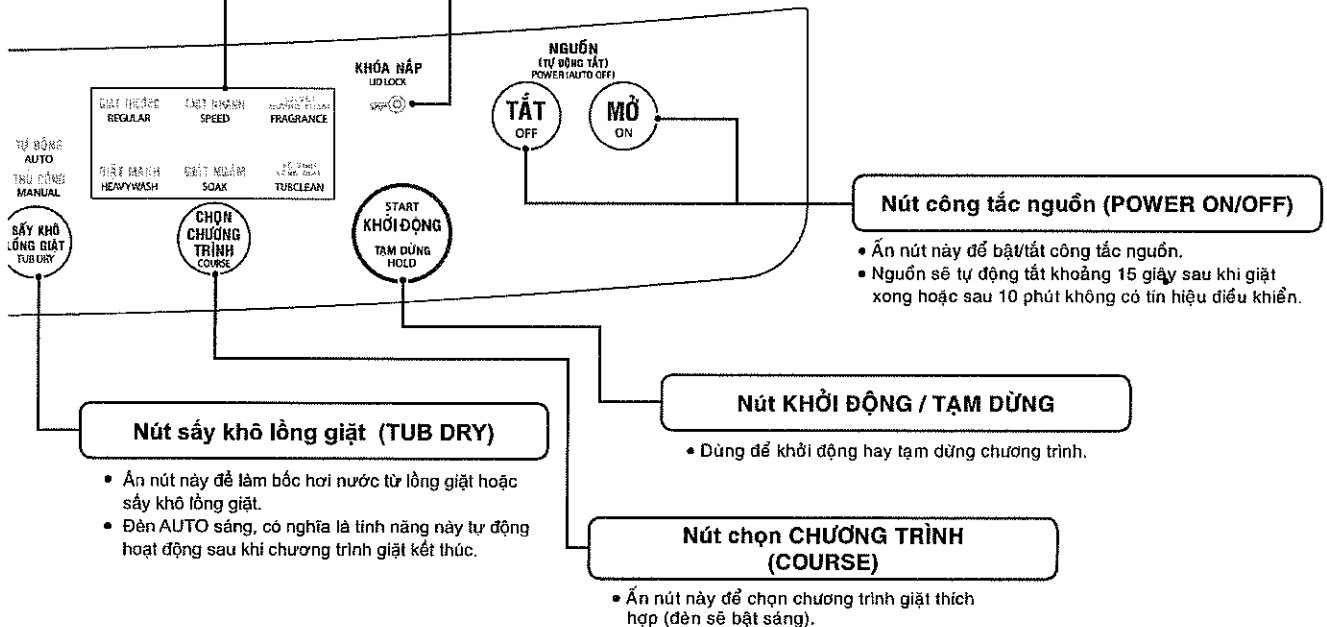 KHÓA NẮP
LID LOCK
NGUỒN
(TỰ ĐỘNG TẮT)
POWER (AUTO OFF)
TẮT
OFF
MỞ
ON
REGULAR
SPEED
FRAGRANCE
TỰ ĐỘNG
AUTO
THỦ CÔNG
MANUAL
GIẶT MẠNH
HEAVYWASH
GIẶT NGÂM
SOAK
TUBCLEAN
SẤY KHÔ
LỒNG GIẶT
TUB DRY
CHỌN
CHƯƠNG
TRÌNH
COURSE
START
KHỞI ĐỘNG
TẠM DỪNG
HOLD
Nút công tắc nguồn (POWER ON/OFF)
• Ấn nút này để bật/tắt công tắc nguồn.
• Nguồn sẽ tự động tắt khoảng 15 giây sau khi giặt
xong hoặc sau 10 phút không có tín hiệu điều khiển.
Nút KHỞI ĐỘNG / TẠM DỪNG
• Dùng để khởi động hay tạm dừng chương trình.
Nút sấy khô lồng giặt (TUB DRY)
• Ấn nút này để làm bốc hơi nước từ lồng giặt hoặc
sấy khô lồng giặt.
• Đèn AUTO sáng, có nghĩa là tính năng này tự động
hoạt động sau khi chương trình giặt kết thúc.
Nút chọn CHƯƠNG TRÌNH
(COURSE)
• Ấn nút này để chọn chương trình giặt thích
hợp (đèn sẽ bật sáng).